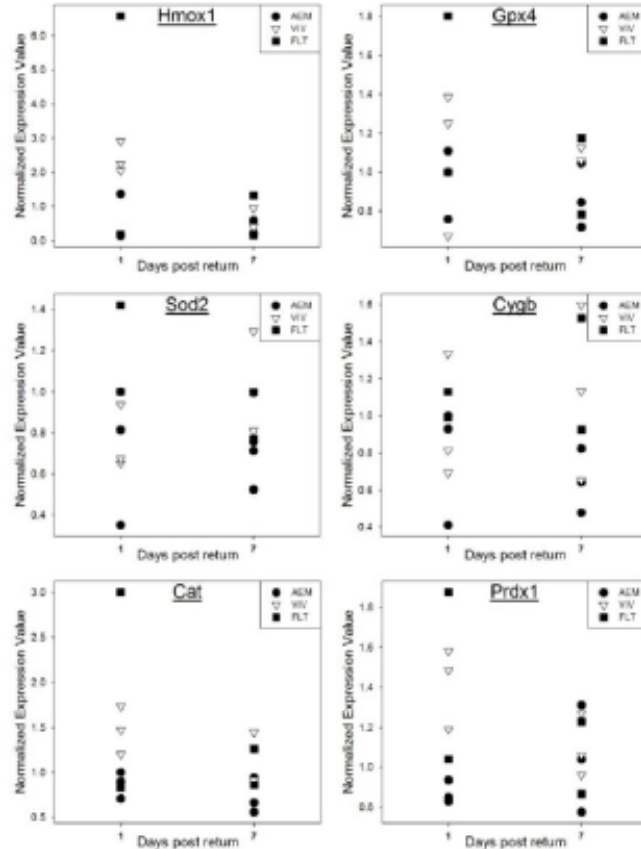 Hmox1
Normalized Expression Value
6.0
5.0
4.0
3.0
2.0
1.0
0.0
AEM
VIV
FLT
1
7
Days post return
Gpx4
Normalized Expression Value
1.8
1.6
1.4
1.2
1.0
0.8
AEM
VIV
FLT
1
7
Days post return
Sod2
Normalized Expression Value
1.4
1.2
1.0
0.8
0.6
0.4
AEM
VIV
FLT
1
7
Days post return
Cygb
Normalized Expression Value
1.6
1.4
1.2
1.0
0.8
0.6
0.4
AEM
VIV
FLT
1
7
Days post return
Cat
Normalized Expression Value
3.0
2.5
2.0
1.5
1.0
0.5
AEM
VIV
FLT
1
7
Days post return
Prdx1
Normalized Expression Value
1.8
1.6
1.4
1.2
1.0
0.8
AEM
VIV
FLT
1
7
Days post return